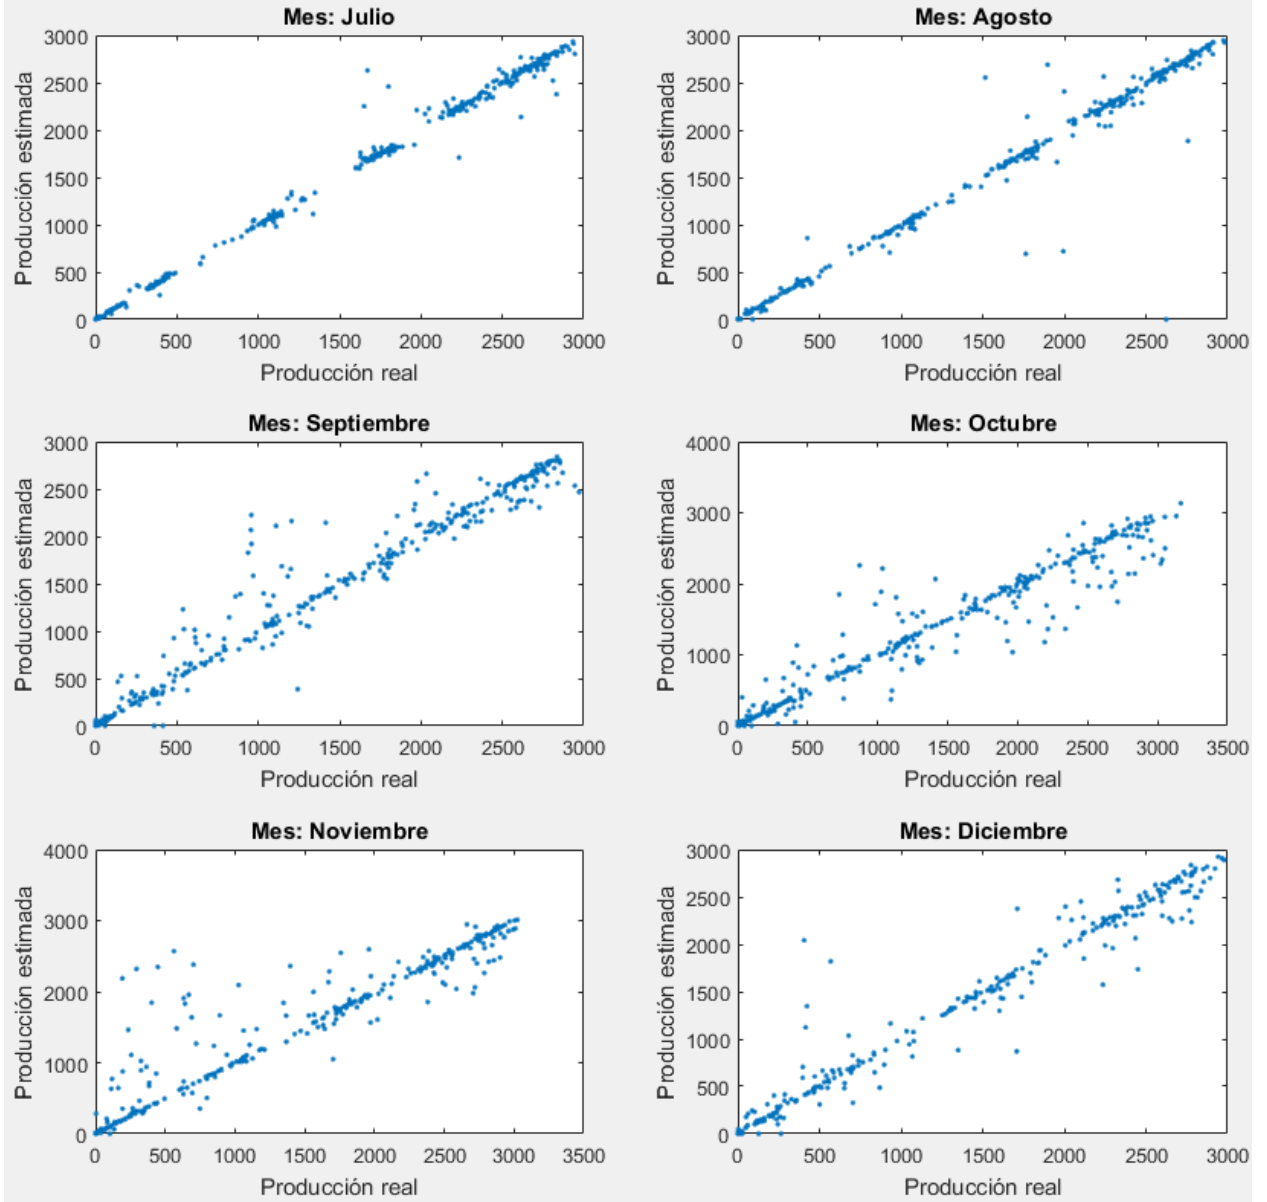 Mes: Julio
Producción estimada
3000
2500
2000
1500
1000
500
0
0 500 1000 1500 2000 2500 3000
Producción real
Mes: Agosto
Producción estimada
3000
2500
2000
1500
1000
500
0
0 500 1000 1500 2000 2500 3000
Producción real
Mes: Septiembre
Producción estimada
3000
2500
2000
1500
1000
500
0
0 500 1000 1500 2000 2500 3000
Producción real
Mes: Octubre
Producción estimada
4000
3000
2000
1000
0
0 500 1000 1500 2000 2500 3000 3500
Producción real
Mes: Noviembre
Producción estimada
4000
3000
2000
1000
0
0 500 1000 1500 2000 2500 3000 3500
Producción real
Mes: Diciembre
Producción estimada
3000
2500
2000
1500
1000
500
0
0 500 1000 1500 2000 2500 3000
Producción real